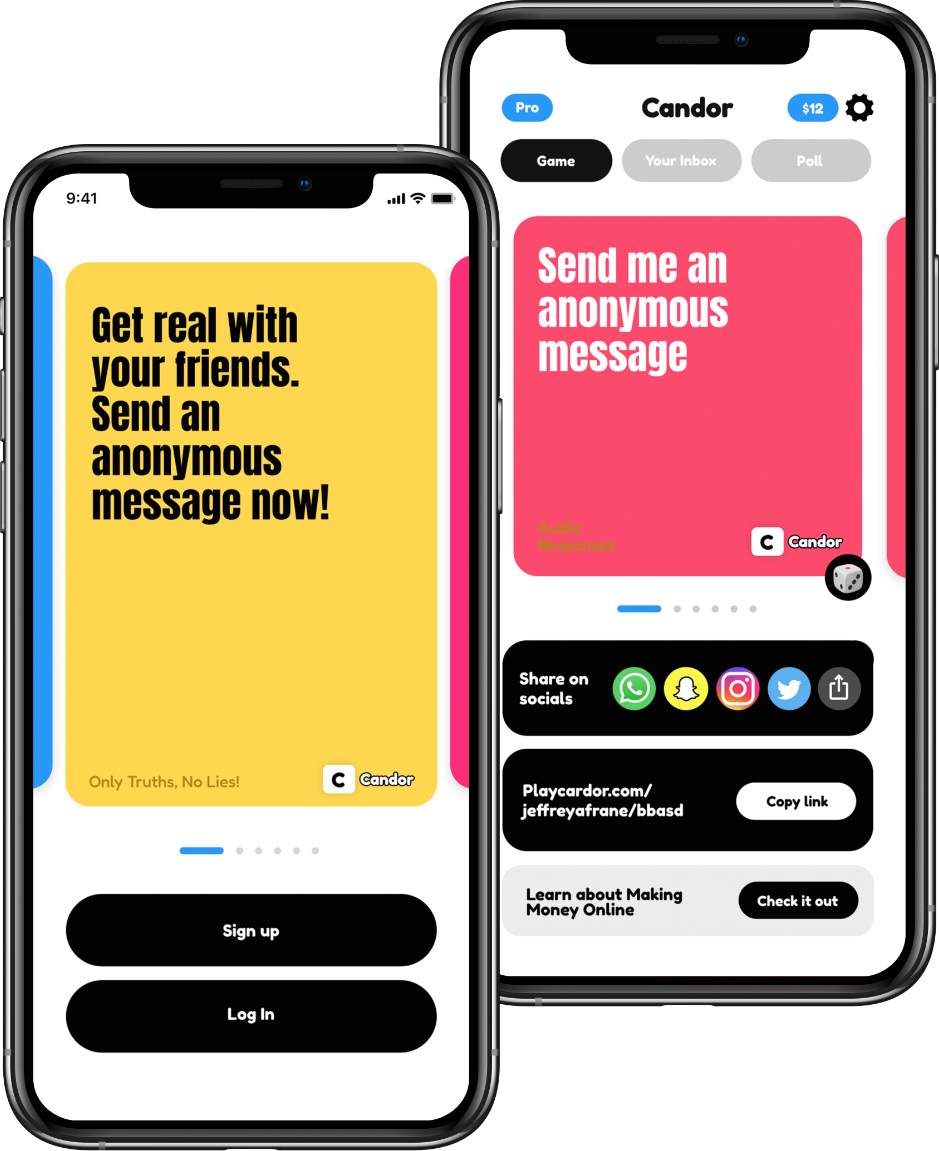 9:41
Get real with
your friends.
Send an
anonymous
message now!
Only Truths, No Lies!
C Candor
Sign up
Log In
Pro
Candor
$12
Game
Your Inbox
Poll
Send me an
anonymous
message
Audio
Responses
C Candor
Share on
socials
Playcardor.com/
jeffreyafrane/bbasd
Copy link
Learn about Making
Money Online
Check it out